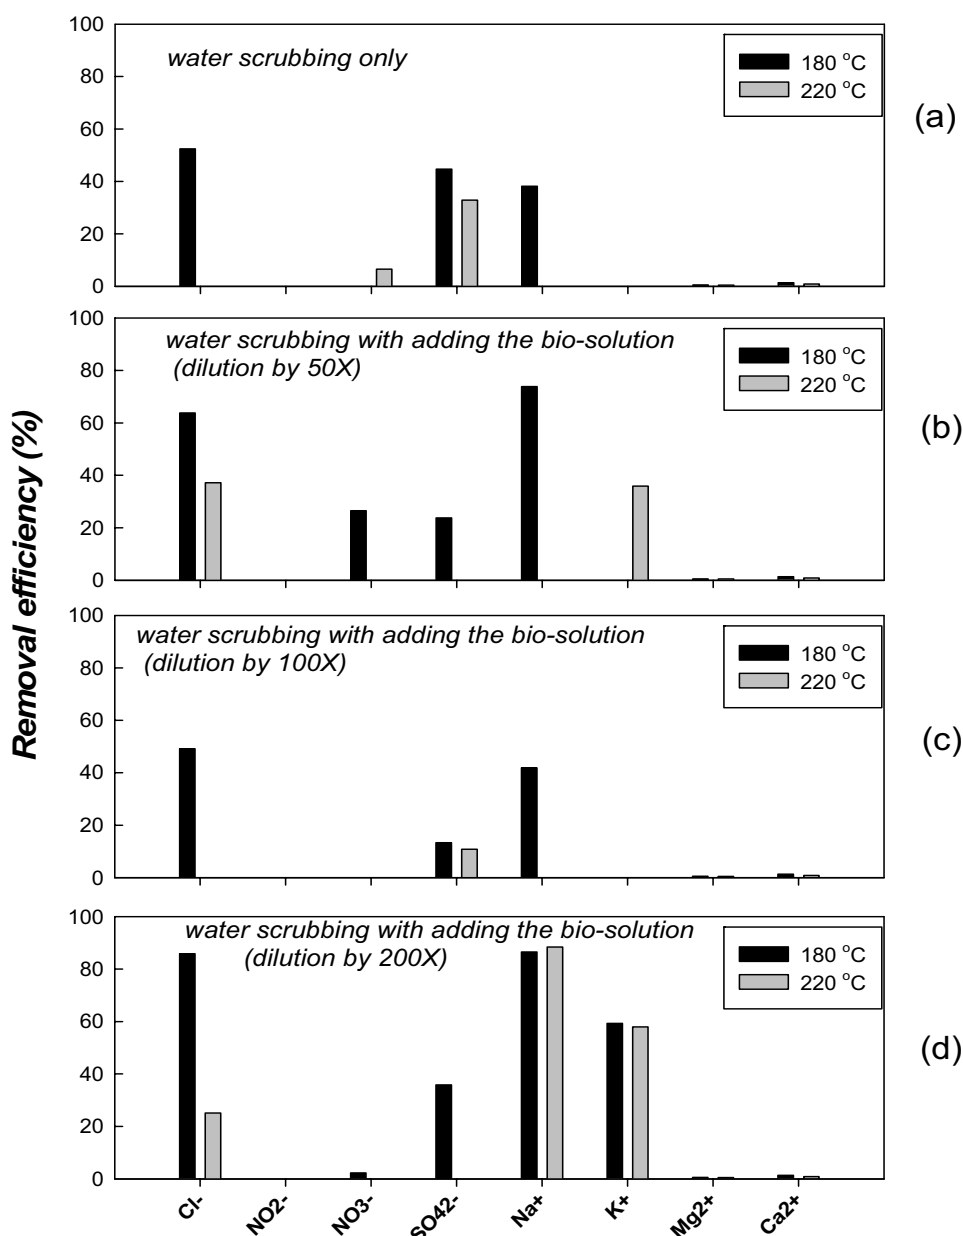 Removal efficiency (%)
100
80
60
40
20
0
water scrubbing only
180 °C
220 °C
(a)
100
80
60
40
20
0
water scrubbing with adding the bio-solution
(dilution by 50X)
180 °C
220 °C
(b)
100
80
60
40
20
0
water scrubbing with adding the bio-solution
(dilution by 100X)
180 °C
220 °C
(c)
100
80
60
40
20
0
water scrubbing with adding the bio-solution
(dilution by 200X)
180 °C
220 °C
(d)
Cl-
NO2-
NO3-
SO42-
Na+
K+
Mg2+
Ca2+